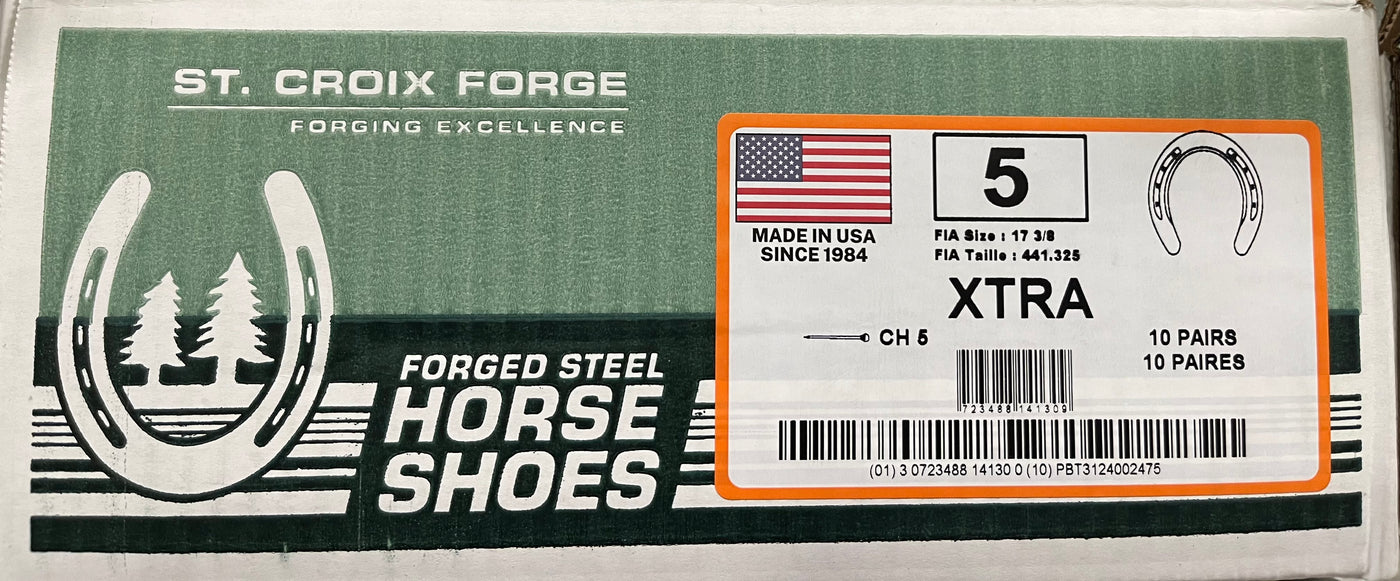 ST. CROIX FORGE
FORGING EXCELLENCE
FORGED STEEL
HORSE
SHOES
MADE IN USA
SINCE 1984
5
FIA Size : 17 3/8
FIA Taille : 441.325
XTRA
CH 5
10 PAIRS
10 PAIRES
723488 141309
(01) 3 0723488 14130 0 (10) PBT3124002475